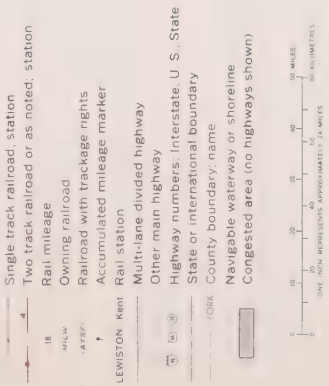 Single track railroad, station
4 Two track railroad or as noted; station
18 Rail mileage
MILW Owning railroad
(ATSF) Railroad with trackage rights
Accumulated mileage marker
LEWISTON Kent Rail station
Multi-lane divided highway
Other main highway
Highway numbers: Interstate, U S , State
State or international boundary
YORK County boundary; name
Navigable waterway or shoreline
Congested area (no highways shown)
0 10 20 30 40 50 MILES
0 20 40 60 80 KILOMETRES
ONE INCH REPRESENTS APPROXIMATELY 24 MILES